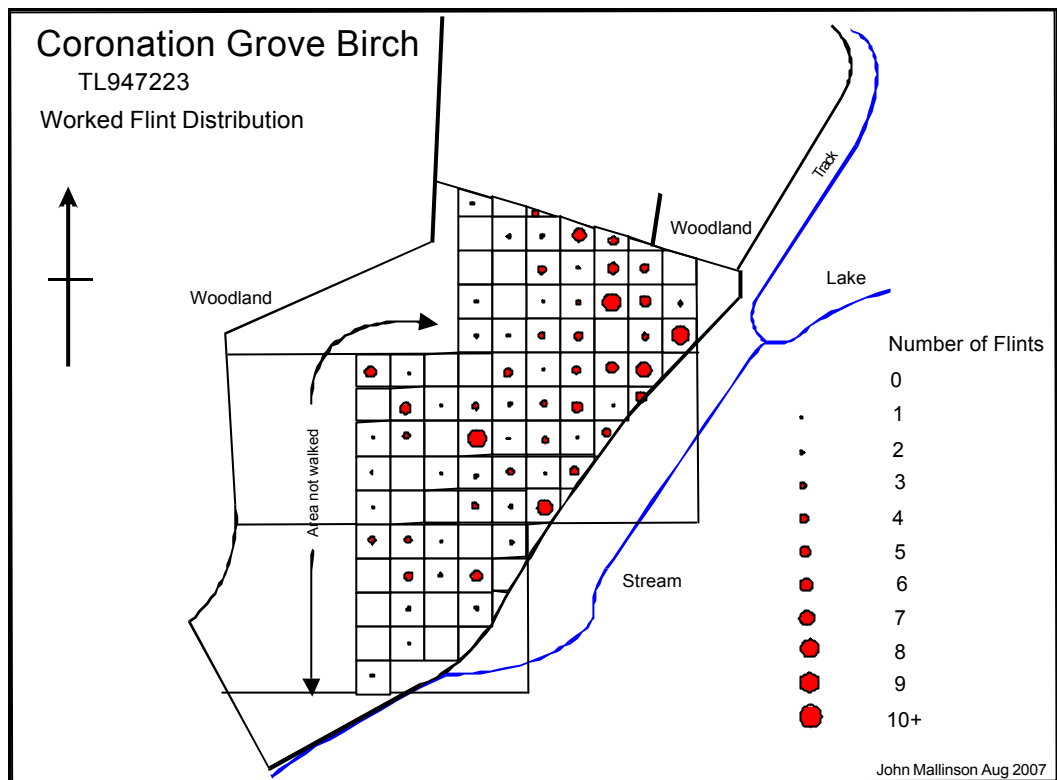 Coronation Grove Birch
TL947223
Worked Flint Distribution
Track
Woodland
Woodland
Lake
Area not walked
Stream
Number of Flints
0
1
2
3
4
5
6
7
8
9
10+
John Mallinson Aug 2007